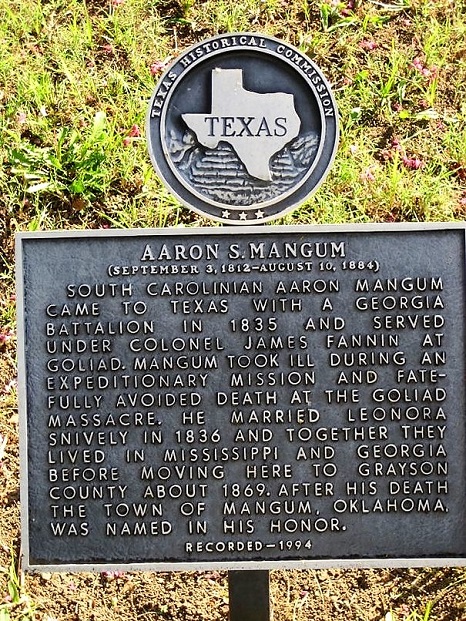 TEXAS HISTORICAL COMMISSION
TEXAS
AARON S. MANGUM
(SEPTEMBER 3, 1812–AUGUST 10, 1884)
SOUTH CAROLINIAN AARON MANGUM
CAME TO TEXAS WITH A GEORGIA
BATTALION IN 1835 AND SERVED
UNDER COLONEL JAMES FANNIN AT
GOLIAD. MANGUM TOOK ILL DURING AN
EXPEDITIONARY MISSION AND FATE-
FULLY AVOIDED DEATH AT THE GOLIAD
MASSACRE. HE MARRIED LEONORA
SNIVELY IN 1836 AND TOGETHER THEY
LIVED IN MISSISSIPPI AND GEORGIA
BEFORE MOVING HERE TO GRAYSON
COUNTY ABOUT 1869. AFTER HIS DEATH
THE TOWN OF MANGUM, OKLAHOMA,
WAS NAMED IN HIS HONOR.
RECORDED–1994